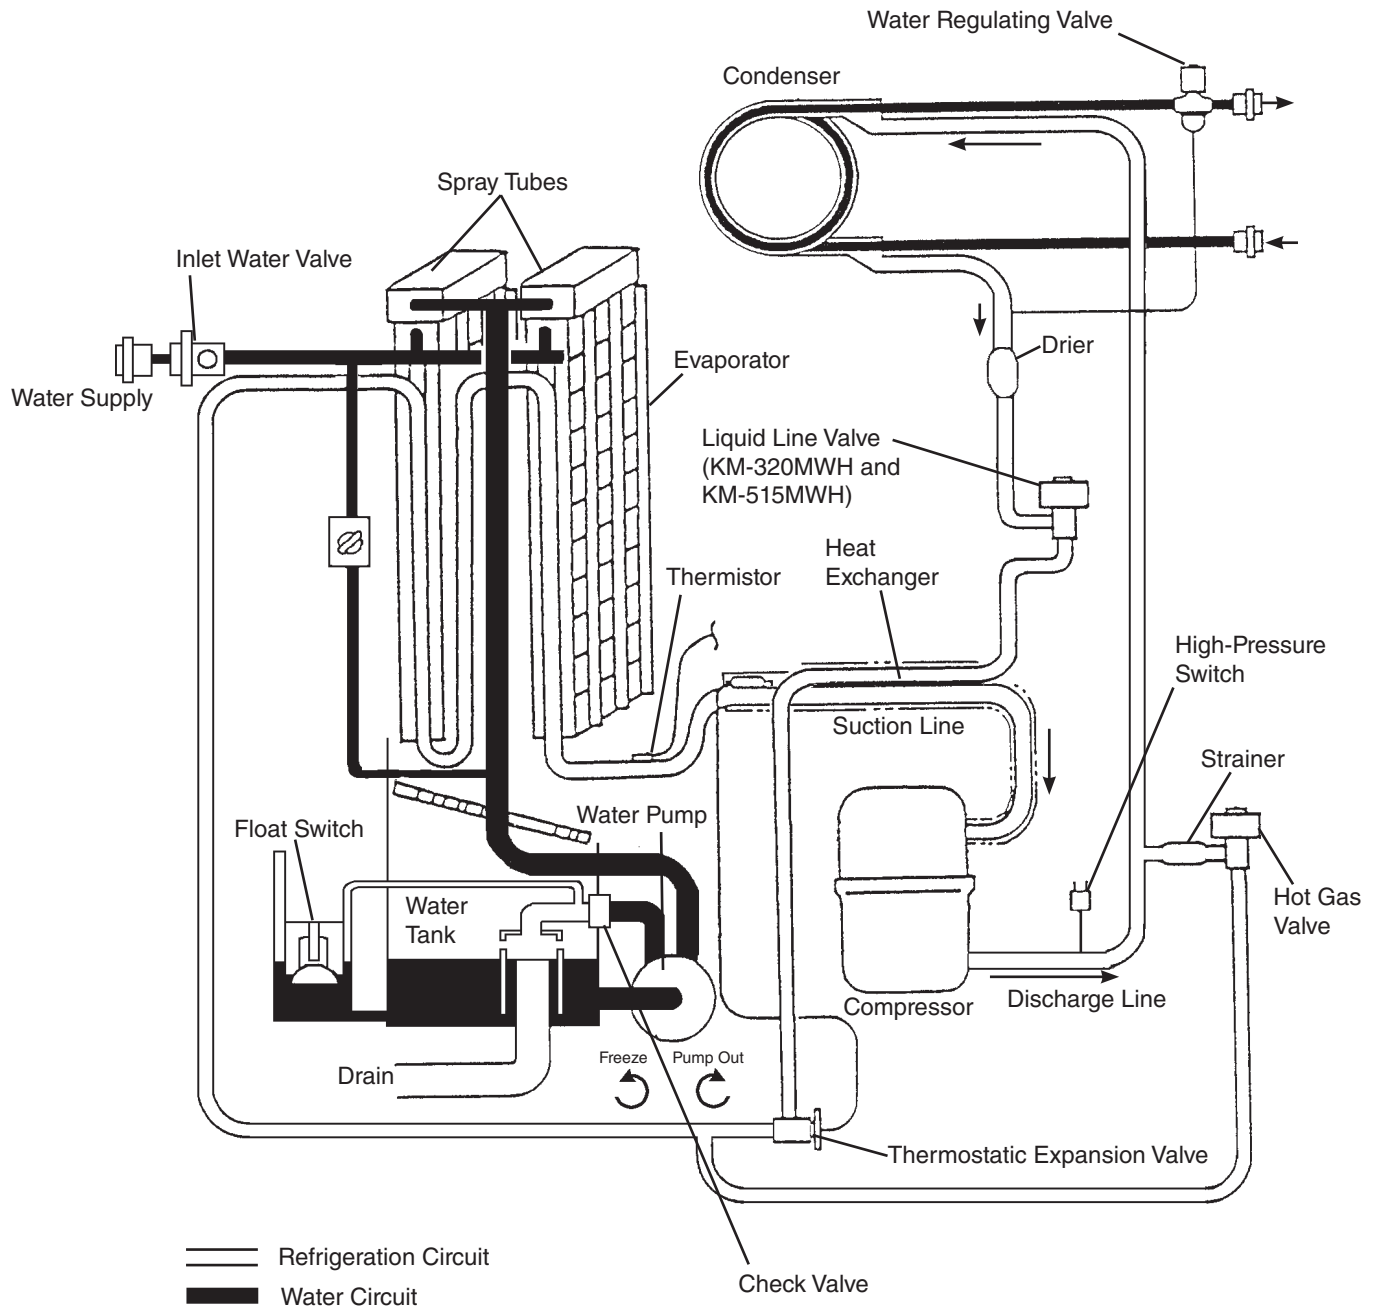 Water Regulating Valve
Condenser
Spray Tubes
Inlet Water Valve
Water Supply
Evaporator
Drier
Liquid Line Valve
(KM-320MWH and
KM-515MWH)
Heat
Exchanger
Thermistor
High-Pressure
Switch
Suction Line
Strainer
Water Pump
Float Switch
Water
Tank
Hot Gas
Valve
Compressor
Discharge Line
Freeze
Pump Out
Drain
Thermostatic Expansion Valve
Refrigeration Circuit
Check Valve
Water Circuit